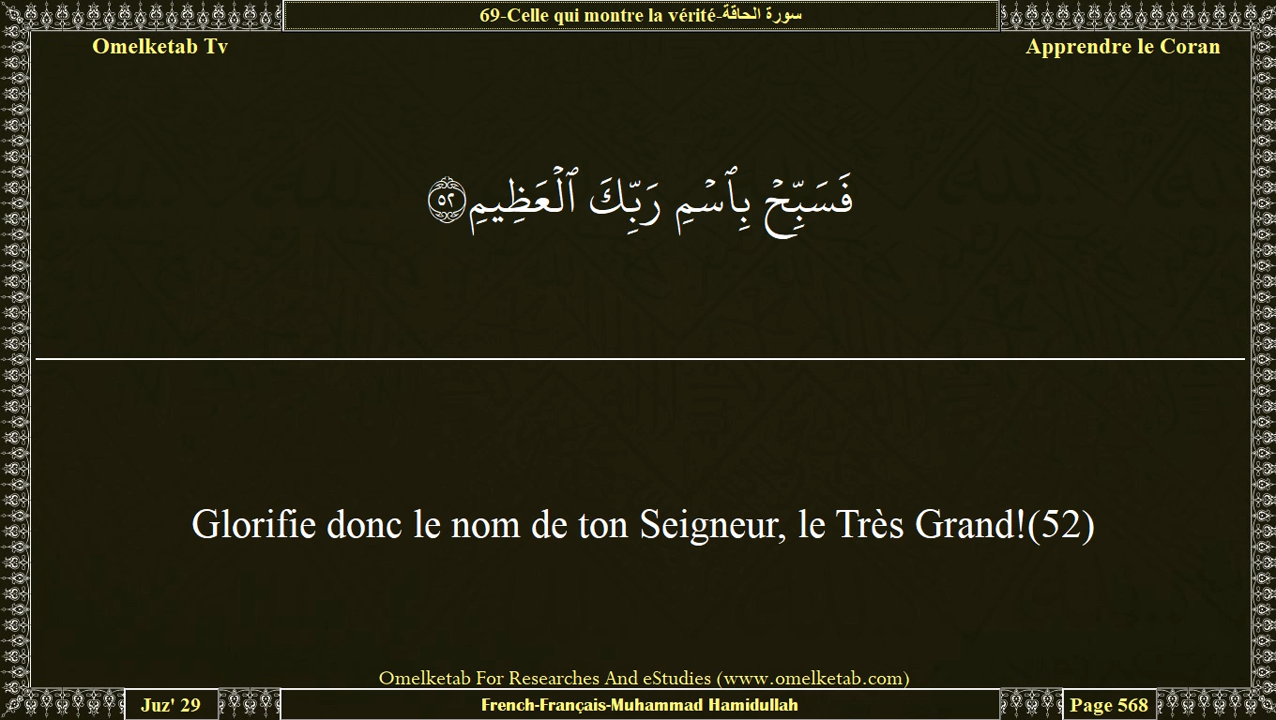 69-Celle qui montre la vérité-سورة الحاقة
Omelketab Tv
Apprendre le Coran
فَسَبِّحۡ بِٱسۡمِ رَبِّكَ ٱلۡعَظِيمِ ۝٥٢
Glorifie donc le nom de ton Seigneur, le Très Grand!(52)
Omelketab For Researches And eStudies (www.omelketab.com)
Juz' 29
French-Français-Muhammad Hamidullah
Page 568